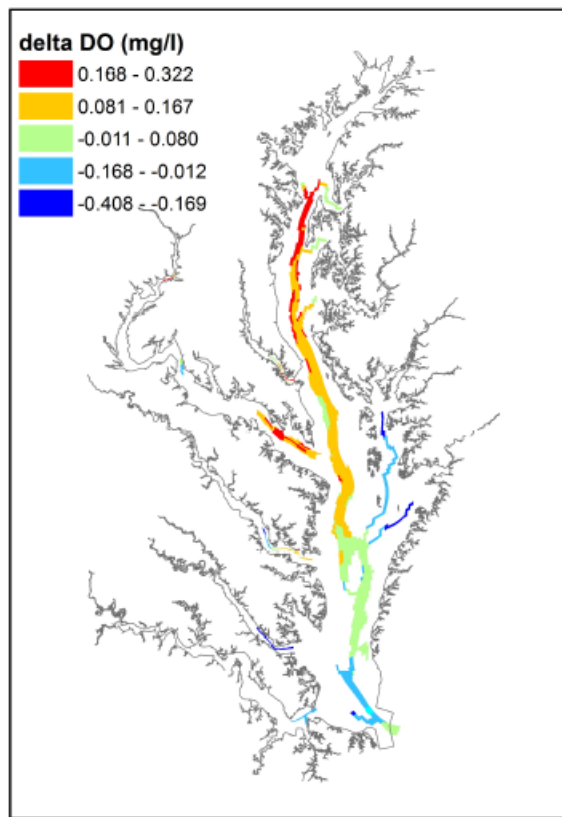 delta DO (mg/l)
0.168 - 0.322
0.081 - 0.167
-0.011 - 0.080
-0.168 - -0.012
-0.408 - -0.169